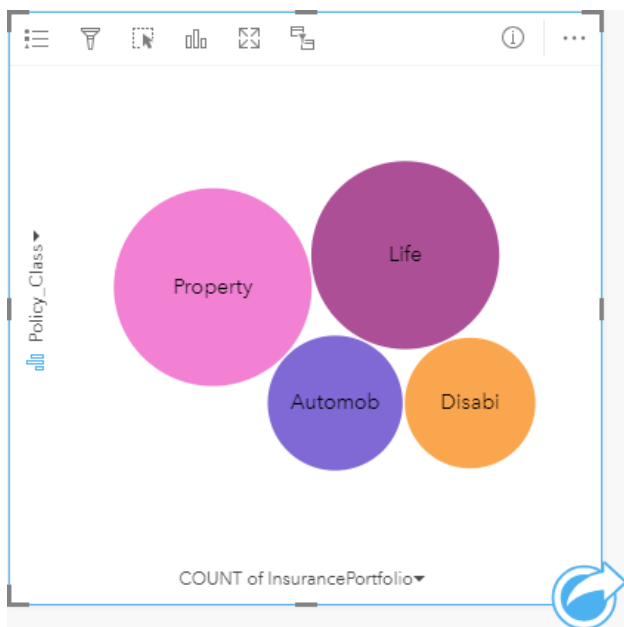 Policy_Class
Property
Life
Automob
Disabi
COUNT of InsurancePortfolio